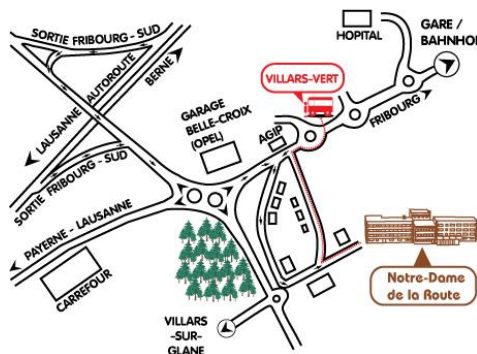 SORTIE FRIBOURG-SUD
GARE /
BAHNHOF
HOPITAL
LAUSANNE AUTOROUTE BERNE
VILLARS-VERT
GARAGE
BELLE-CROIX
(OPEL)
AGIP
FRIBOURG
SORTIE FRIBOURG - SUD
PAYERNE - LAUSANNE
CARREFOUR
Notre-Dame
de la Route
VILLARS
-SUR-
GLANE